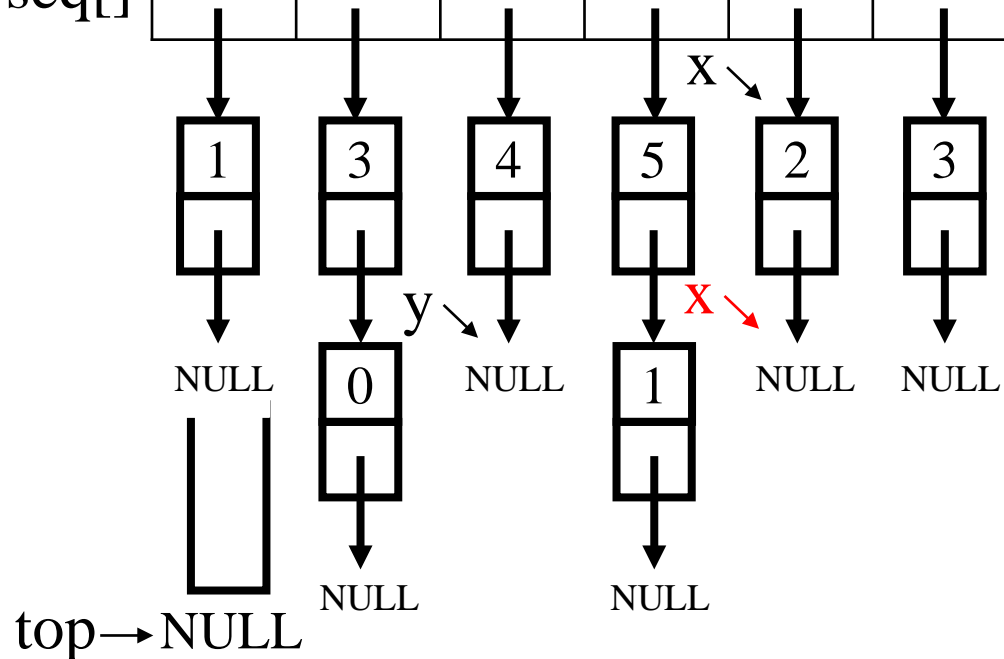 seq[]
x
1 3 4 5 2 3
y x
NULL NULL NULL NULL
0 1
NULL NULL
top NULL